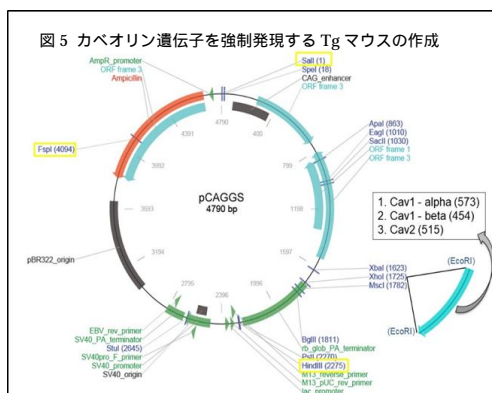 図 5 カベオリン遺伝子を強制発現する Tg マウスの作成
AmpR_promoter
ORF frame 3
Ampicillin
SalI (1)
SpeI (18)
CAG_enhancer
ORF frame 3
4790
400
4391
FspI (4094)
3992
799
ApaI (863)
EagI (1010)
SacII (1030)
ORF frame 1
ORF frame 3
pCAGGS
4790 bp
3593
1198
pBR322_origin
3194
1597
1. Cav1 - alpha (573)
2. Cav1 - beta (454)
3. Cav2 (515)
(EcoRI)
(EcoRI)
XbaI (1623)
XhoI (1725)
MscI (1782)
2795
2396
1996
EBV_rev_primer
SV40_PA_terminator
StuI (2645)
SV40pro_F_primer
SV40_promoter
SV40_origin
BglII (1811)
rb_glob_PA_terminator
PstI (2270)
HindIII (2275)
M13_reverse_primer
M13_pUC_rev_primer
lac_promoter